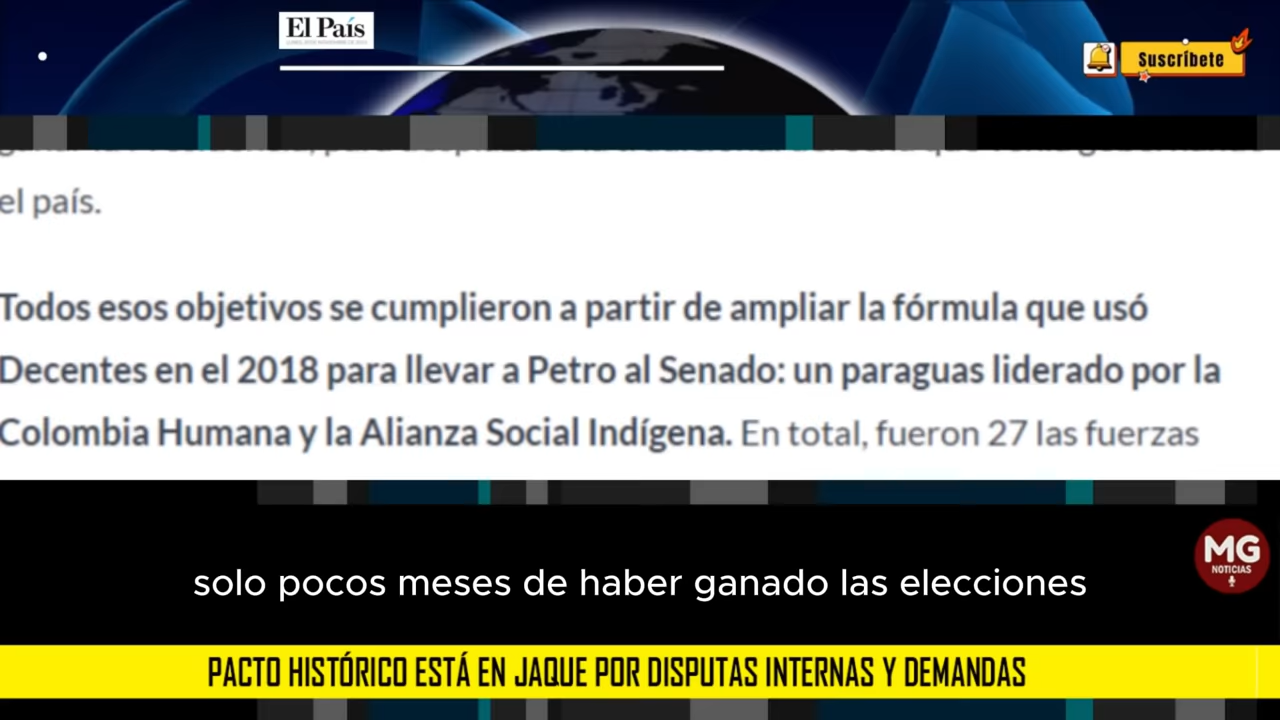 El País
Suscríbete
el país.
Todos esos objetivos se cumplieron a partir de ampliar la fórmula que usó
Decentes en el 2018 para llevar a Petro al Senado: un paraguas liderado por la
Colombia Humana y la Alianza Social Indígena. En total, fueron 27 las fuerzas
MG
NOTICIAS
solo pocos meses de haber ganado las elecciones
PACTO HISTÓRICO ESTÁ EN JAQUE POR DISPUTAS INTERNAS Y DEMANDAS